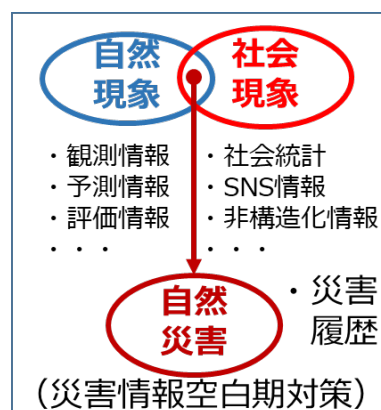 自然
現象
社会
現象
・観測情報
・予測情報
・評価情報
・・・
・社会統計
・SNS情報
・非構造化情報
・・・
自然
災害
・災害
履歴
（災害情報空白期対策）